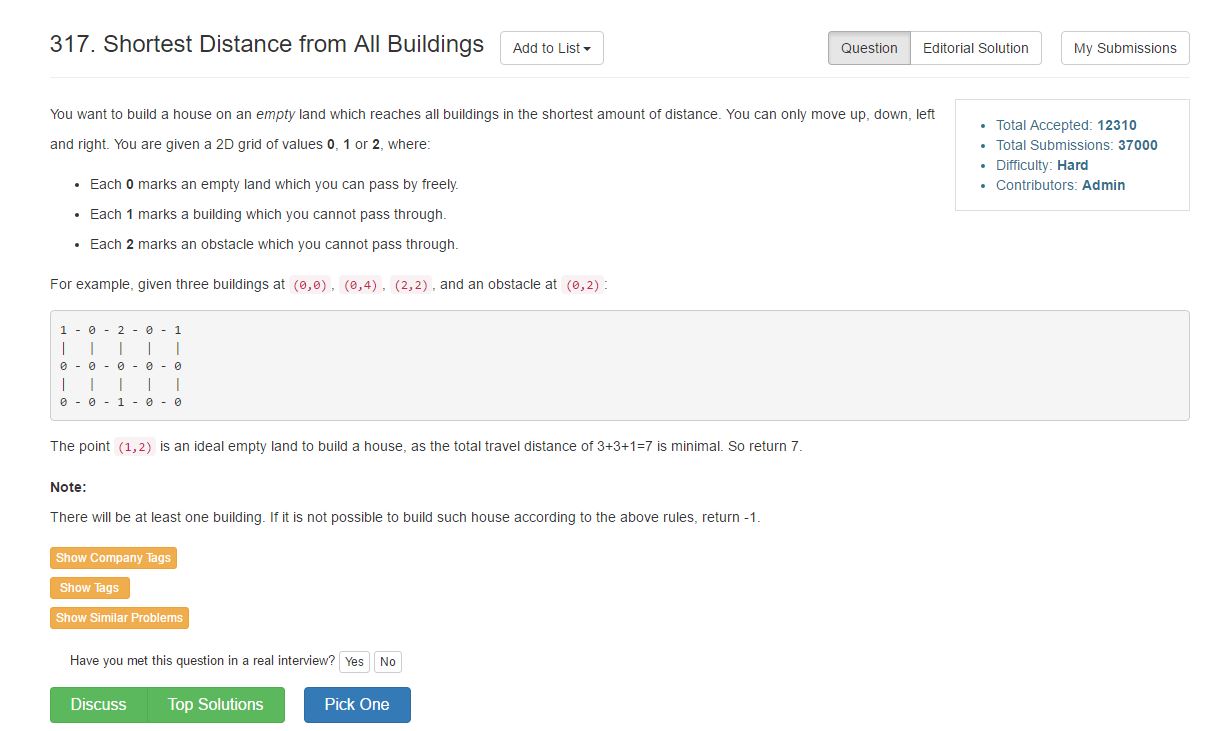 317. Shortest Distance from All Buildings
Add to List
Question
Editorial Solution
My Submissions
You want to build a house on an empty land which reaches all buildings in the shortest amount of distance. You can only move up, down, left
and right. You are given a 2D grid of values 0, 1 or 2, where:
• Each 0 marks an empty land which you can pass by freely.
• Each 1 marks a building which you cannot pass through.
• Each 2 marks an obstacle which you cannot pass through.
• Total Accepted: 12310
• Total Submissions: 37000
• Difficulty: Hard
• Contributors: Admin
For example, given three buildings at (0,0), (0,4), (2,2), and an obstacle at (0,2):
1 - 0 - 2 - 0 - 1
|   |   |   |   |
0 - 0 - 0 - 0 - 0
|   |   |   |   |
0 - 0 - 1 - 0 - 0
The point (1,2) is an ideal empty land to build a house, as the total travel distance of 3+3+1=7 is minimal. So return 7.
Note:
There will be at least one building. If it is not possible to build such house according to the above rules, return -1.
Show Company Tags
Show Tags
Show Similar Problems
Have you met this question in a real interview? Yes No
Discuss
Top Solutions
Pick One